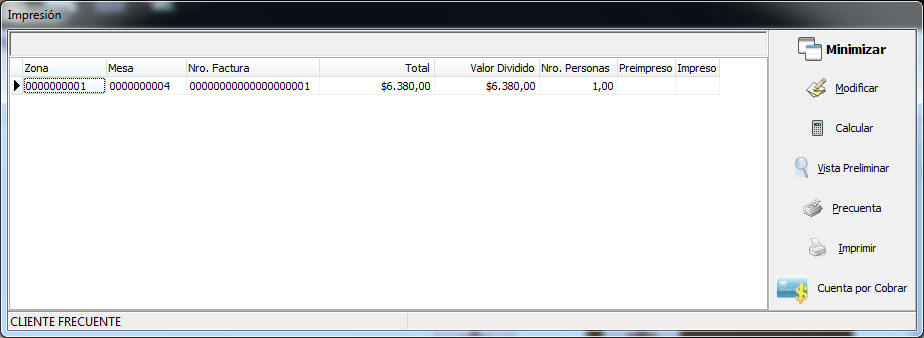 Impresión
Minimizar
Zona Mesa Nro. Factura Total Valor Dividido Nro. Personas Preimpreso Impreso
0000000001 0000000004 00000000000000000001 $6.380,00 $6.380,00 1,00
Modificar
Calcular
Vista Preliminar
Precuenta
Imprimir
Cuenta por Cobrar
CLIENTE FRECUENTE